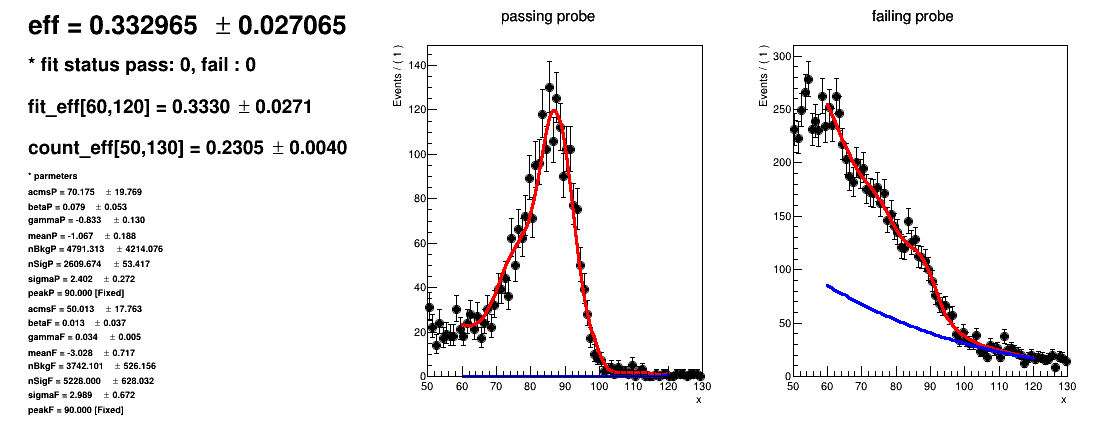 eff = 0.332965 ± 0.027065
* fit status pass: 0, fail : 0
fit_eff[60,120] = 0.3330 ± 0.0271
count_eff[50,130] = 0.2305 ± 0.0040
* parmeters
acmsP = 70.175 ± 19.769
betaP = 0.079 ± 0.053
gammaP = -0.833 ± 0.130
meanP = -1.067 ± 0.188
nBkgP = 4791.313 ± 4214.076
nSigP = 2609.674 ± 53.417
sigmaP = 2.402 ± 0.272
peakP = 90.000 [Fixed]
acmsF = 50.013 ± 17.763
betaF = 0.013 ± 0.037
gammaF = 0.034 ± 0.005
meanF = -3.028 ± 0.717
nBkgF = 3742.101 ± 526.156
nSigF = 5228.000 ± 628.032
sigmaF = 2.989 ± 0.672
peakF = 90.000 [Fixed]
passing probe
Events / ( 1 )
140
120
100
80
60
40
20
0
50 60 70 80 90 100 110 120 130
x
failing probe
Events / ( 1 )
300
250
200
150
100
50
0
50 60 70 80 90 100 110 120 130
x